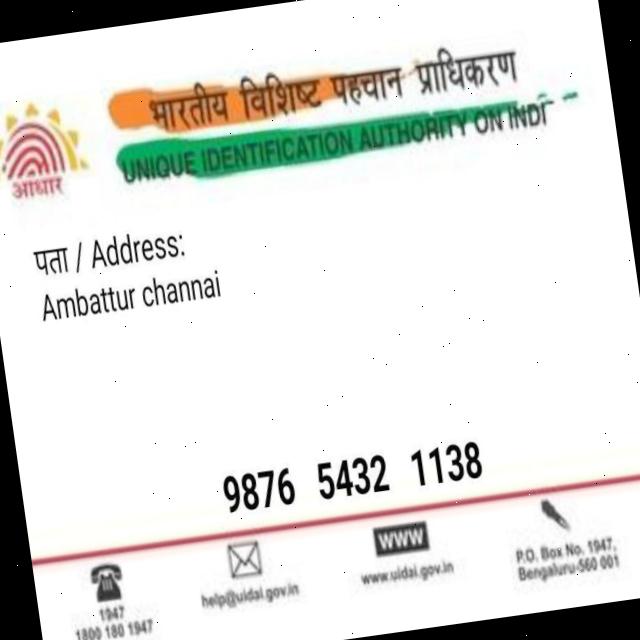 भारतीय विशिष्ट पहचान प्राधिकरण
UNIQUE IDENTIFICATION AUTHORITY ON INDI
आधार
पता / Address:
Ambattur channai
9876 5432 1138
1947
1800 180 1947
help@uidai.gov.in
www
www.uidai.gov.in
P.O. Box No. 1947,
Bengaluru-560 001